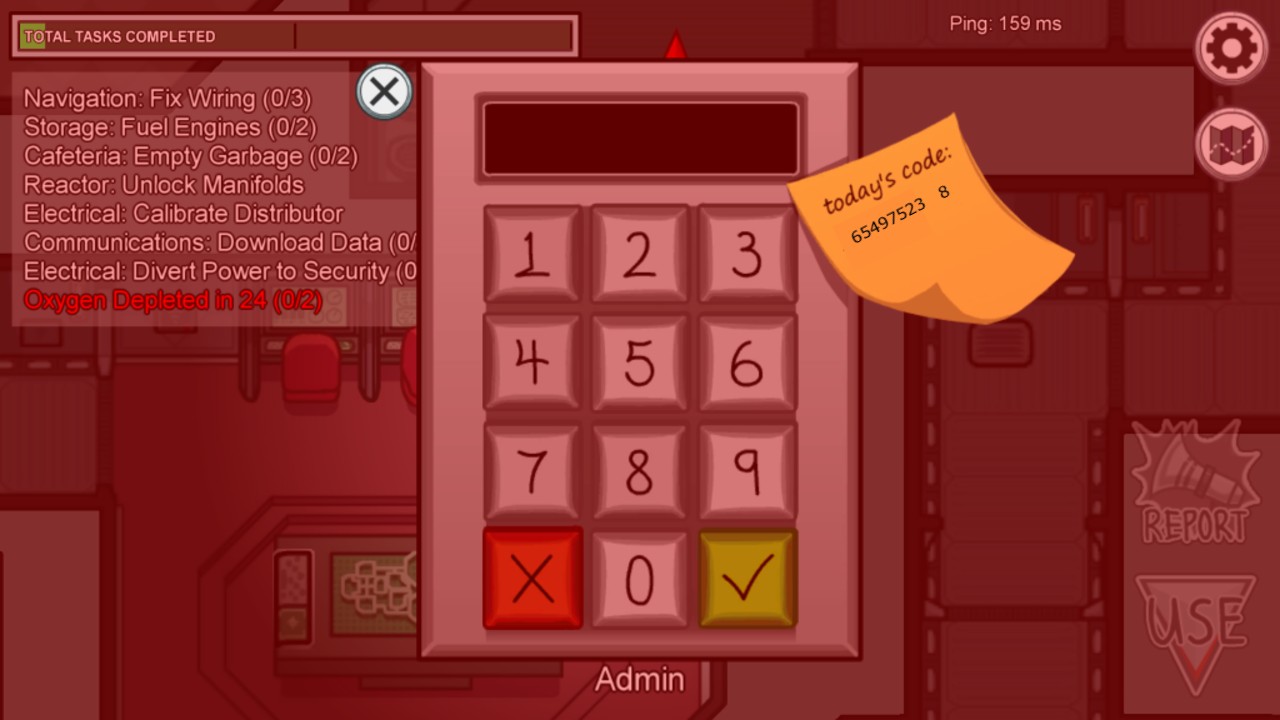 TOTAL TASKS COMPLETED
Ping: 159 ms
Navigation: Fix Wiring (0/3)
Storage: Fuel Engines (0/2)
Cafeteria: Empty Garbage (0/2)
Reactor: Unlock Manifolds
Electrical: Calibrate Distributor
Communications: Download Data (0/
Electrical: Divert Power to Security (0
Oxygen Depleted in 24 (0/2)
today's code:
65497523 8
1 2 3
4 5 6
7 8 9
0
REPORT
USE
Admin